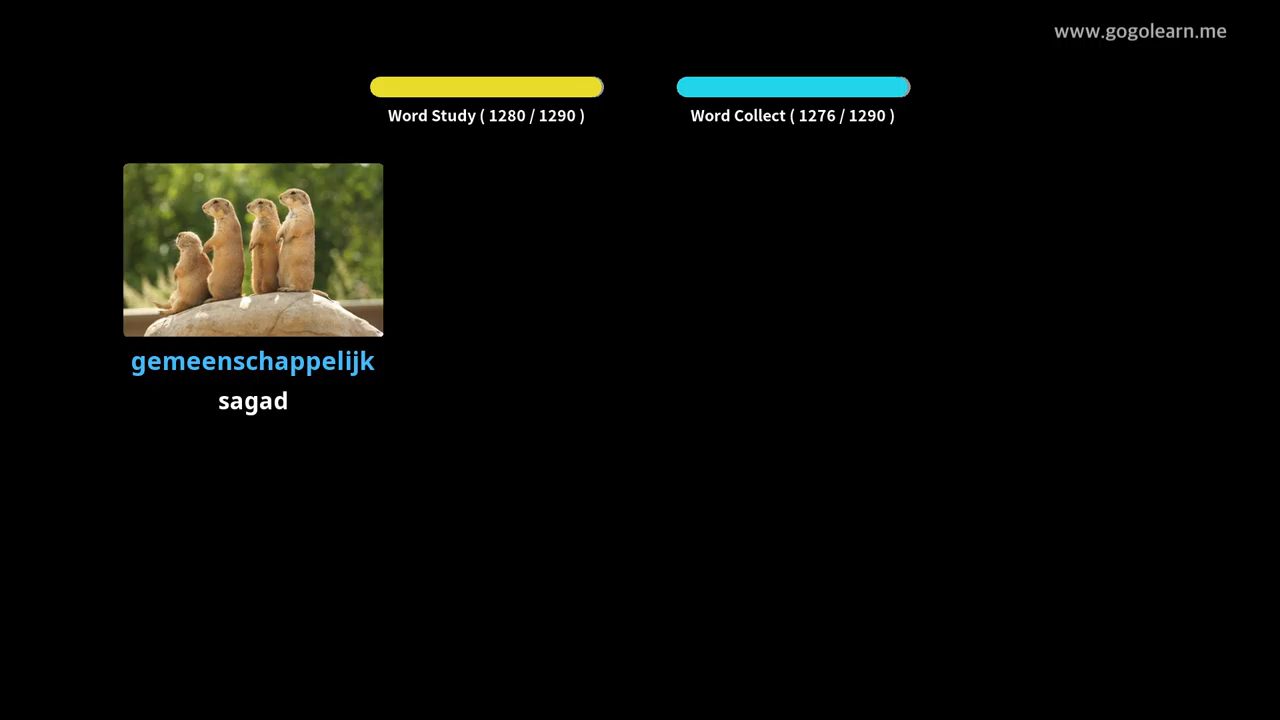 www.gogolearn.me
Word Study ( 1280 / 1290 )
Word Collect ( 1276 / 1290 )
gemeenschappelijk
sagad